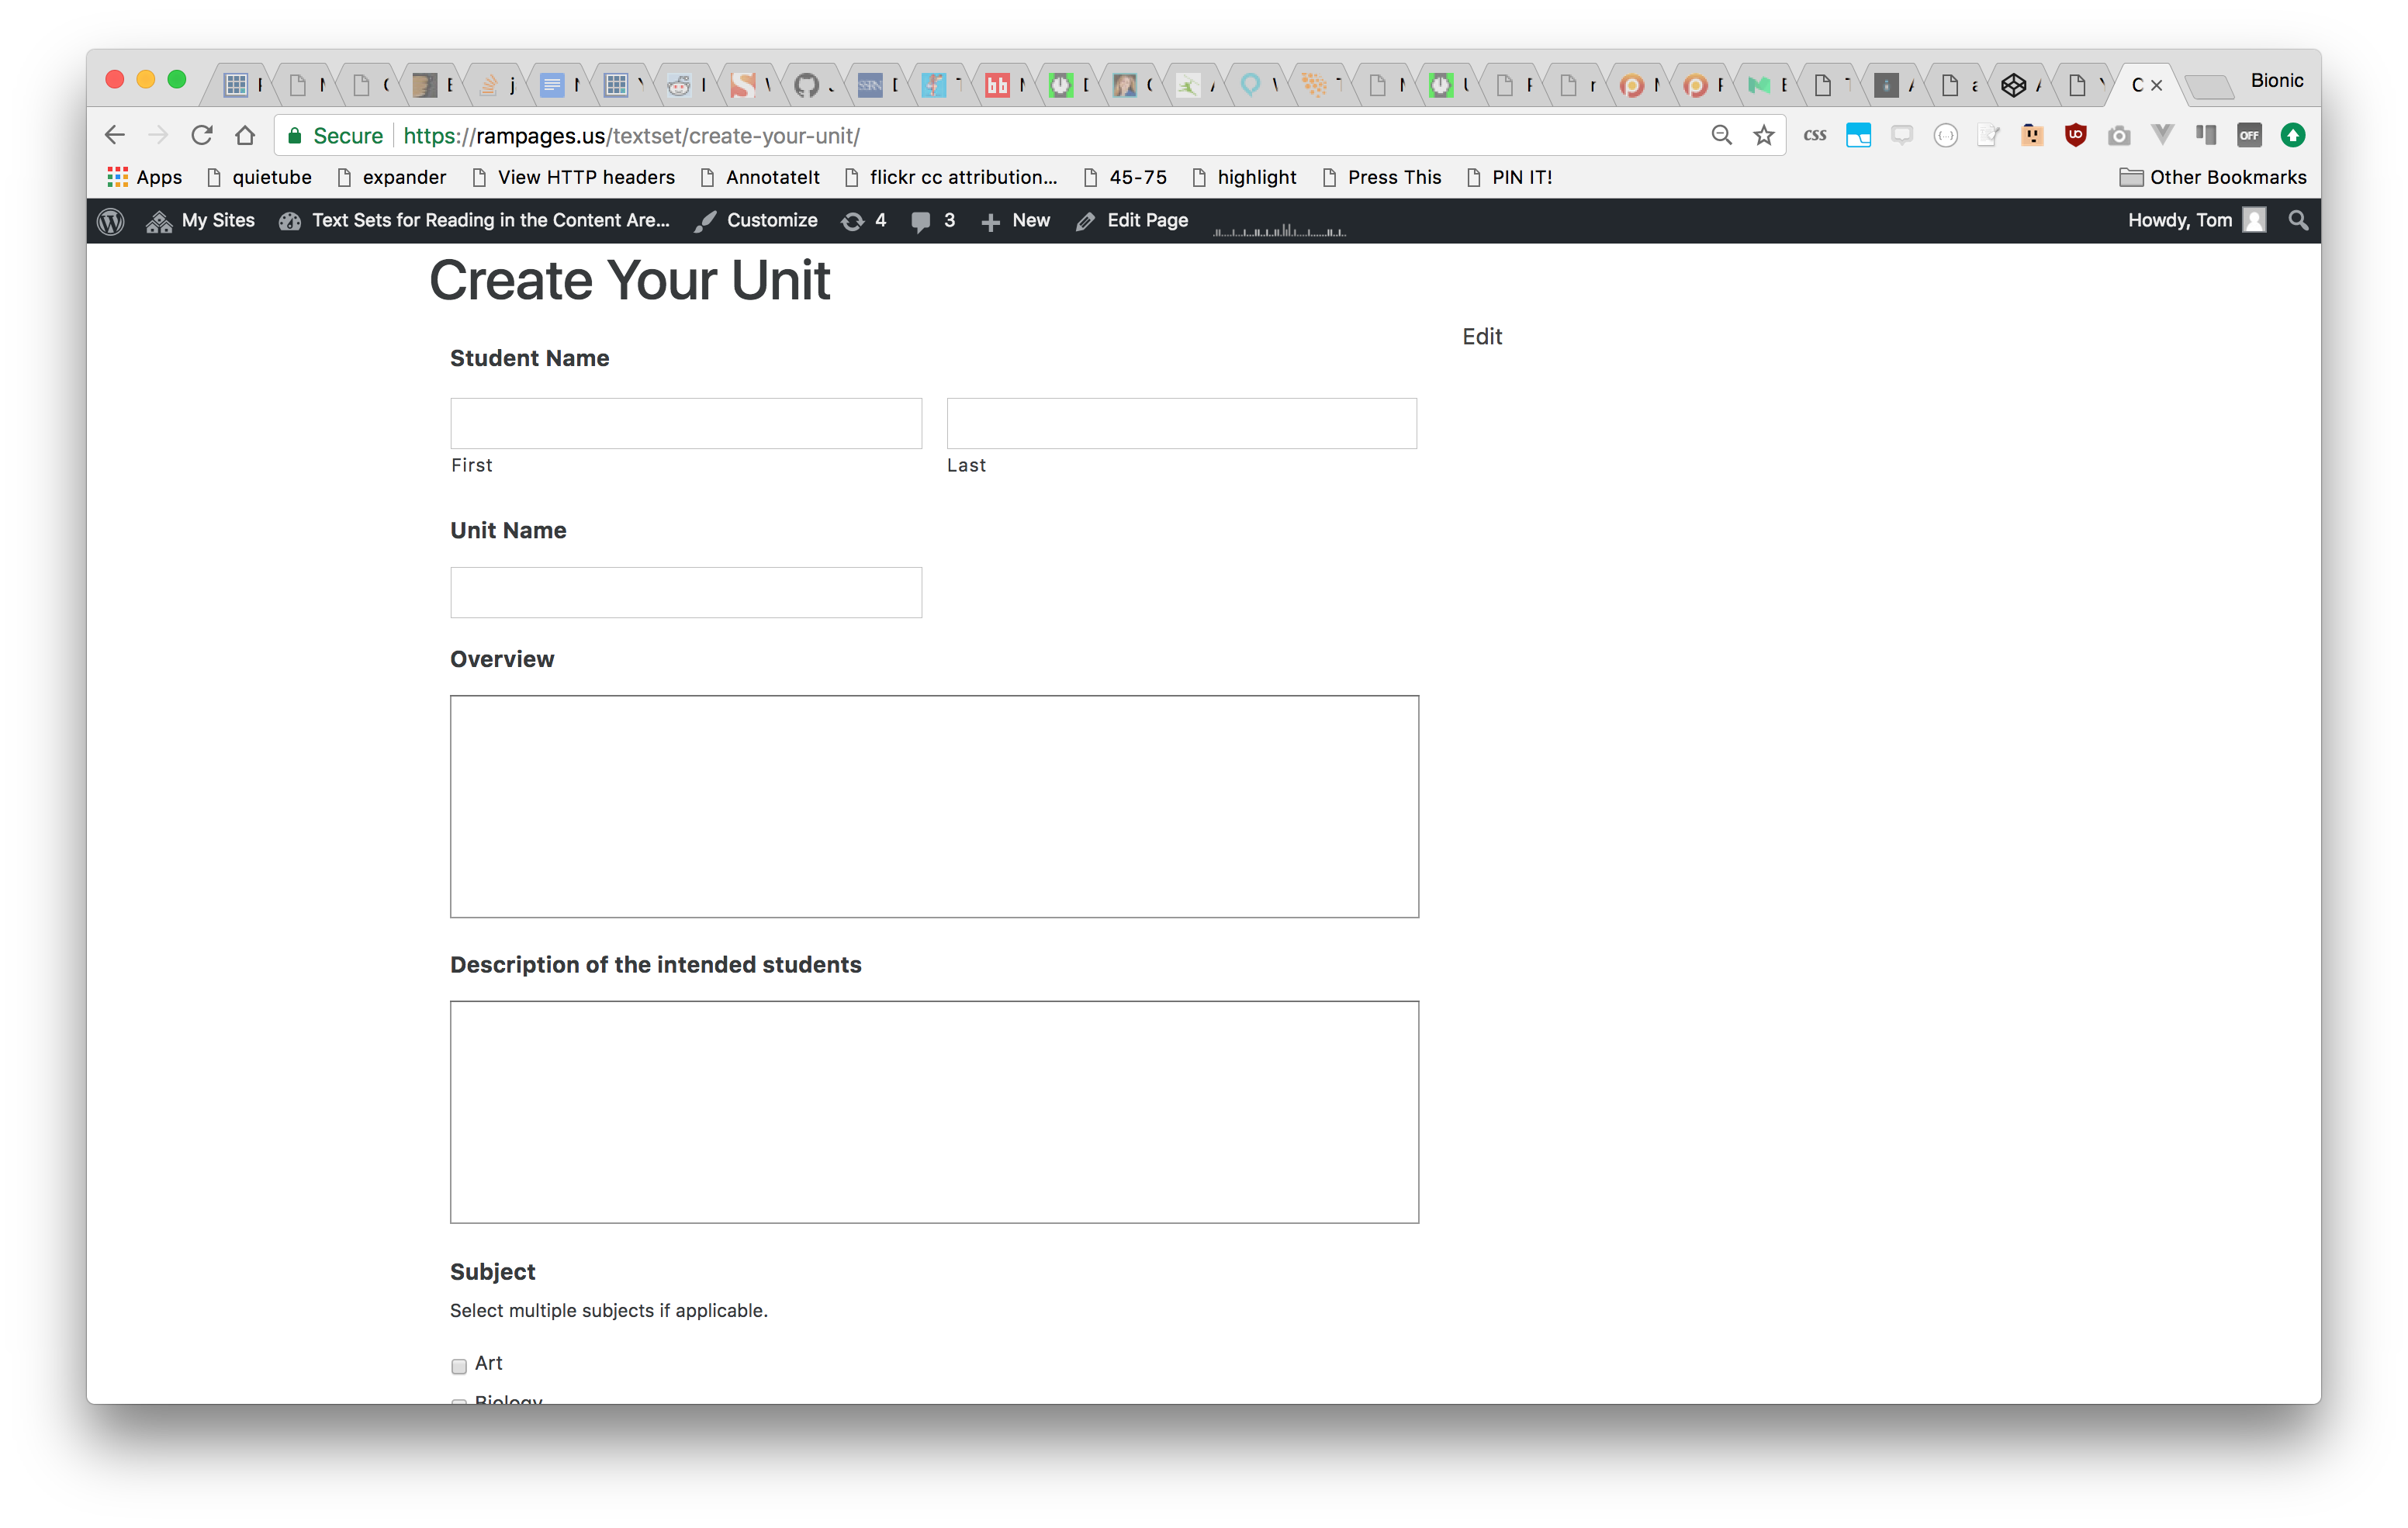 Bionic
Secure https://rampages.us/textset/create-your-unit/
css
OFF
Apps quietube expander View HTTP headers AnnotateIt flickr cc attribution... 45-75 highlight Press This PIN IT! Other Bookmarks
My Sites Text Sets for Reading in the Content Are... Customize 4 3 New Edit Page Howdy, Tom
Create Your Unit
Edit
Student Name
First Last
Unit Name
Overview
Description of the intended students
Subject
Select multiple subjects if applicable.
Art
Biology